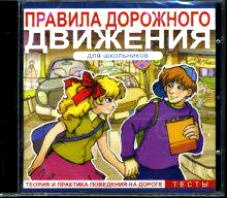 ПРАВИЛА ДОРОЖНОГО
ДВИЖЕНИЯ
ДЛЯ ШКОЛЬНИКОВ
ТЕОРИЯ И ПРАКТИКА ПОВЕДЕНИЯ НА ДОРОГЕ
ТЕСТЫ